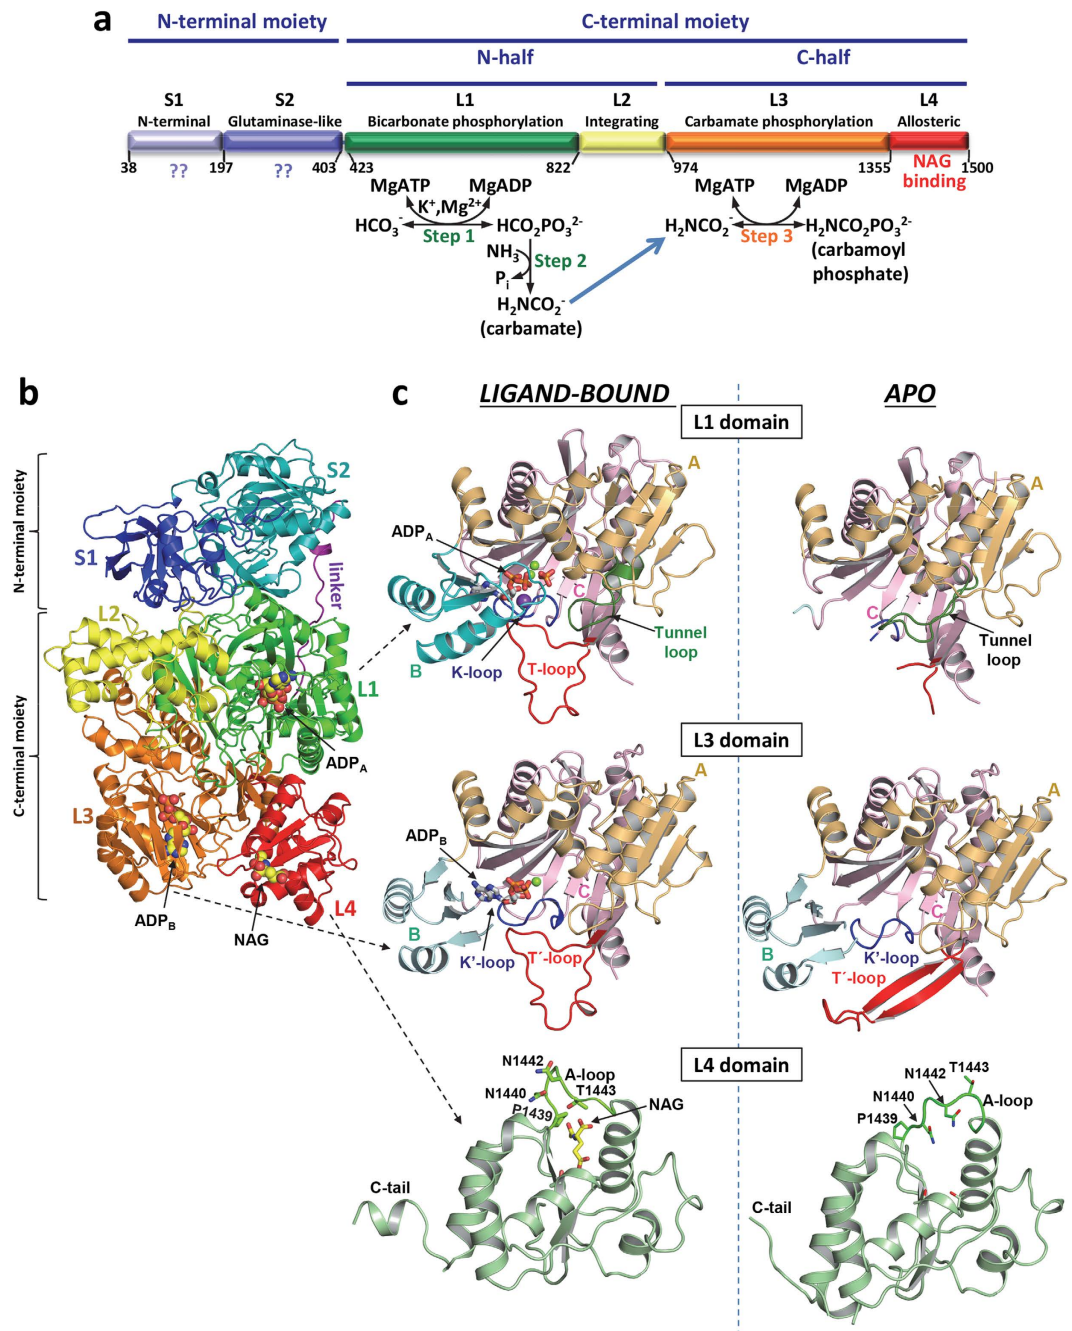 a
N-terminal moiety
C-terminal moiety
N-half
C-half
S1
S2
L1
L2
L3
L4
N-terminal
Glutaminase-like
Bicarbonate phosphorylation
Integrating
Carbamate phosphorylation
Allosteric
38
??
197
??
403
423
822
974
1355
NAG
binding
1500
MgATP
MgADP
K⁺,Mg²⁺
HCO₃⁻
Step 1
HCO₂PO₃²⁻
NH₃
Step 2
Pᵢ
H₂NCO₂⁻
(carbamate)
MgATP
MgADP
H₂NCO₂⁻
Step 3
H₂NCO₂PO₃²⁻
(carbamoyl
phosphate)
b
N-terminal moiety
C-terminal moiety
S2
S1
linker
L2
L1
ADP_A
L3
L4
ADP_B
NAG
c
LIGAND-BOUND
APO
L1 domain
A
ADP_A
C
B
K-loop
T-loop
Tunnel
loop
A
C
Tunnel
loop
L3 domain
A
ADP_B
C
B
K’-loop
T´-loop
A
C
B
K’-loop
T´-loop
L4 domain
N1442
A-loop
N1440
T1443
P1439
NAG
C-tail
T1443
N1442
N1440
A-loop
P1439
C-tail